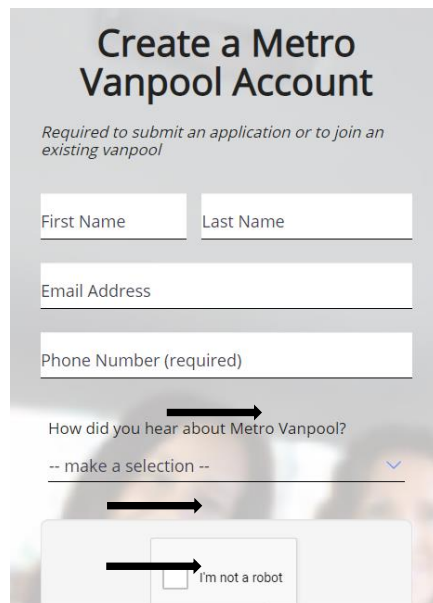 Create a Metro
Vanpool Account
Required to submit an application or to join an
existing vanpool
First Name Last Name
Email Address
Phone Number (required)
How did you hear about Metro Vanpool?
-- make a selection --
I'm not a robot